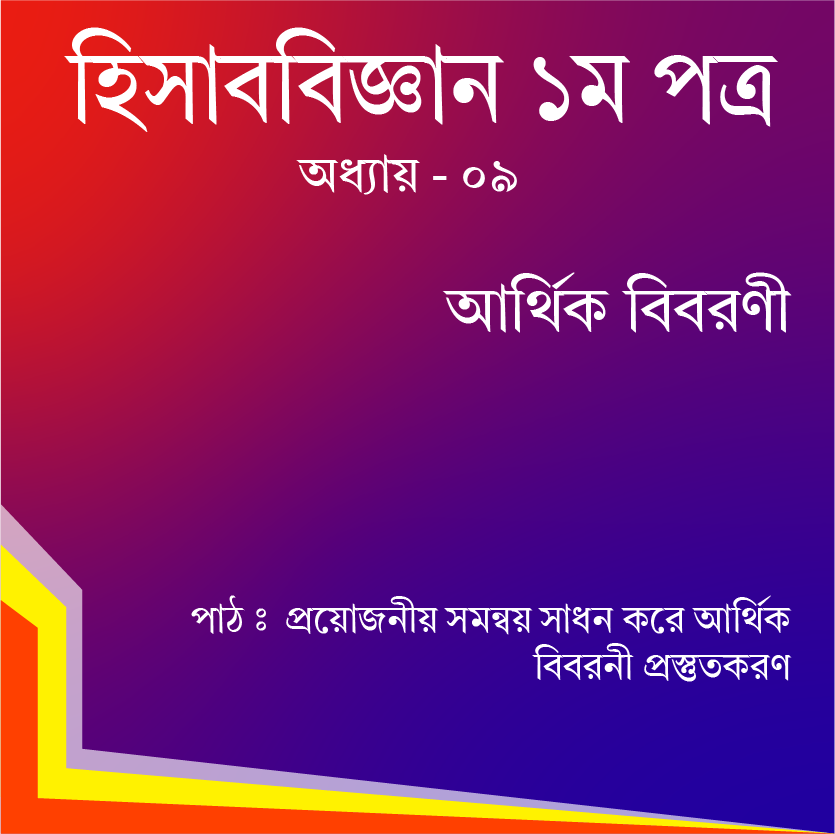 হিসাববিজ্ঞান ১ম পত্র
অধ্যায় - ০৯
আর্থিক বিবরণী
পাঠ ঃ প্রয়োজনীয় সমন্বয় সাধন করে আর্থিক
বিবরনী প্রস্তুতকরণ